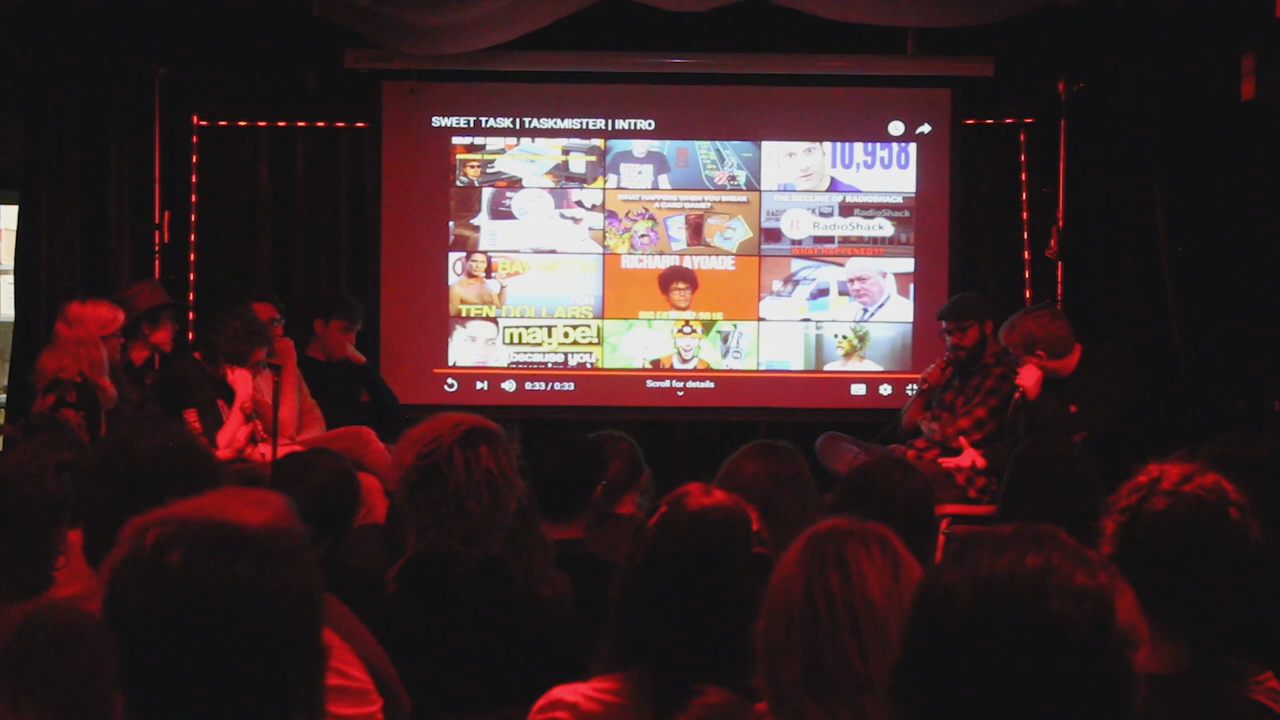 SWEET TASK | TASKMISTER | INTRO
10,958
WHAT HAPPENS WHEN YOU BREAK
A CARD GAME?
THE DECLINE OF RADIOSHACK
RadioShack
R RadioShack
WHAT HAPPENED??
TEN DOLLARS
RICHARD AYOADE
maybe!
because you
0:33 / 0:33
Scroll for details